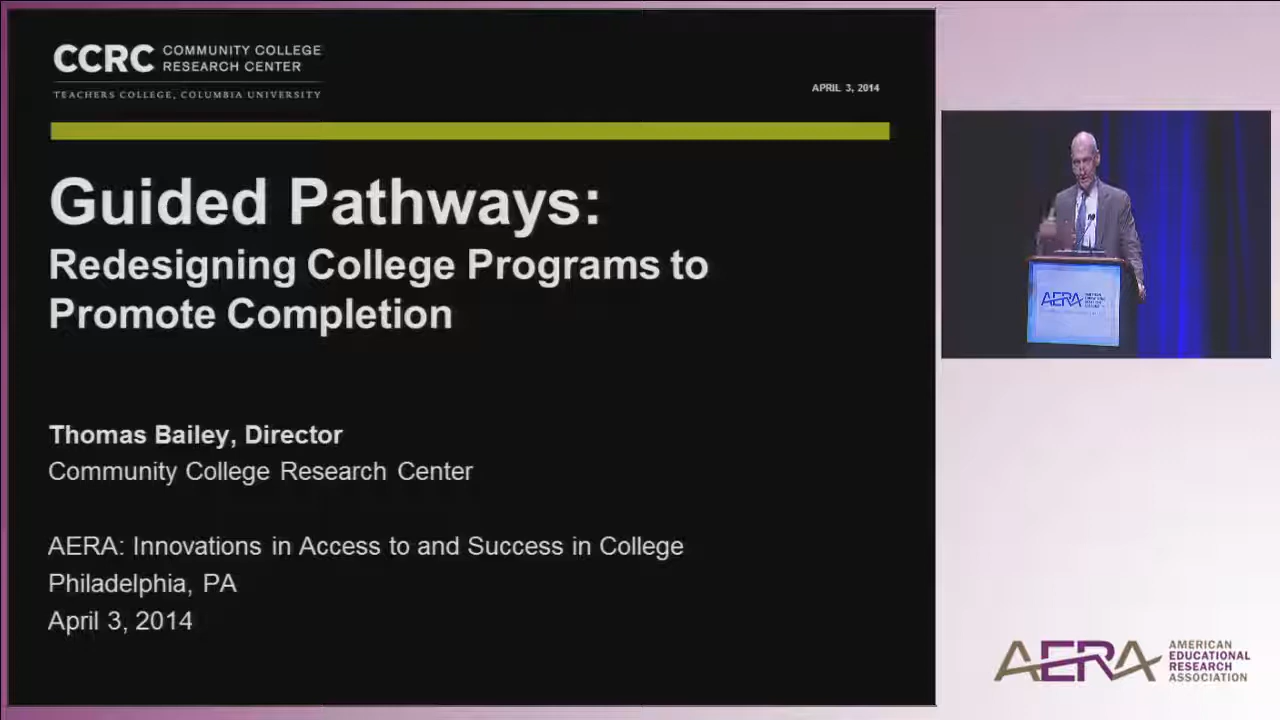 CCRC COMMUNITY COLLEGE
RESEARCH CENTER
TEACHERS COLLEGE, COLUMBIA UNIVERSITY
APRIL 3, 2014
Guided Pathways:
Redesigning College Programs to
Promote Completion
Thomas Bailey, Director
Community College Research Center
AERA: Innovations in Access to and Success in College
Philadelphia, PA
April 3, 2014
AERA
AERA AMERICAN
EDUCATIONAL
RESEARCH
ASSOCIATION